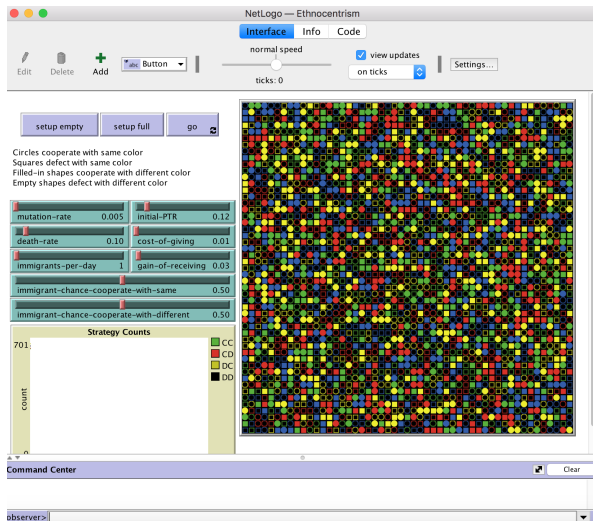 NetLogo — Ethnocentrism
Interface Info Code
Edit Delete Add abc Button normal speed ticks: 0 view updates on ticks Settings...
setup empty setup full go
Circles cooperate with same color
Squares defect with same color
Filled-in shapes cooperate with different color
Empty shapes defect with different color
mutation-rate 0.005 initial-PTR 0.12
death-rate 0.10 cost-of-giving 0.01
immigrants-per-day 1 gain-of-receiving 0.03
immigrant-chance-cooperate-with-same 0.50
immigrant-chance-cooperate-with-different 0.50
Strategy Counts
701
count
0
CC
CD
DC
DD
Command Center Clear
observer>